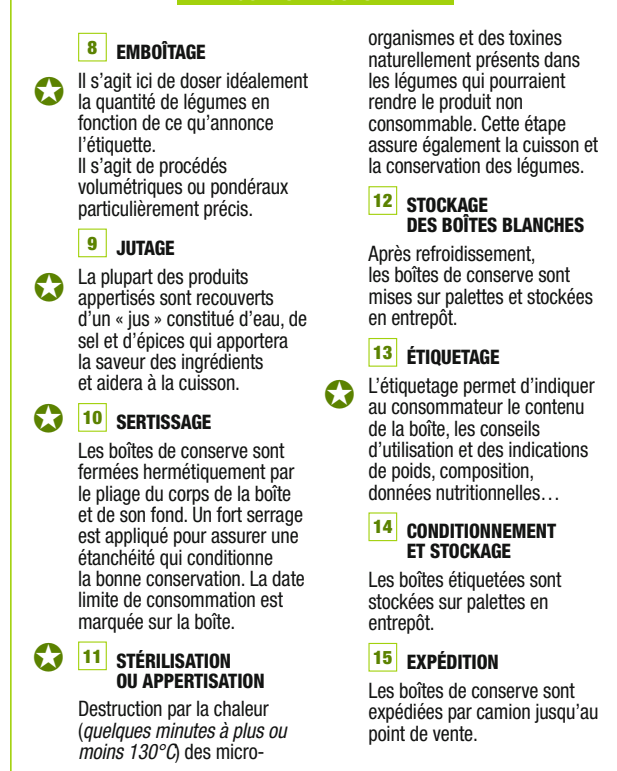 8 EMBOÎTAGE
Il s'agit ici de doser idéalement
la quantité de légumes en
fonction de ce qu'annonce
l'étiquette.
Il s'agit de procédés
volumétriques ou pondéraux
particulièrement précis.
9 JUTAGE
La plupart des produits
appertisés sont recouverts
d'un « jus » constitué d'eau, de
sel et d'épices qui apportera
la saveur des ingrédients
et aidera à la cuisson.
10 SERTISSAGE
Les boîtes de conserve sont
fermées hermétiquement par
le pliage du corps de la boîte
et de son fond. Un fort serrage
est appliqué pour assurer une
étanchéité qui conditionne
la bonne conservation. La date
limite de consommation est
marquée sur la boîte.
11 STÉRILISATION
OU APPERTISATION
Destruction par la chaleur
(quelques minutes à plus ou
moins 130°C) des micro-
organismes et des toxines
naturellement présents dans
les légumes qui pourraient
rendre le produit non
consommable. Cette étape
assure également la cuisson et
la conservation des légumes.
12 STOCKAGE
DES BOÎTES BLANCHES
Après refroidissement,
les boîtes de conserve sont
mises sur palettes et stockées
en entrepôt.
13 ÉTIQUETAGE
L'étiquetage permet d'indiquer
au consommateur le contenu
de la boîte, les conseils
d'utilisation et des indications
de poids, composition,
données nutritionnelles…
14 CONDITIONNEMENT
ET STOCKAGE
Les boîtes étiquetées sont
stockées sur palettes en
entrepôt.
15 EXPÉDITION
Les boîtes de conserve sont
expédiées par camion jusqu'au
point de vente.